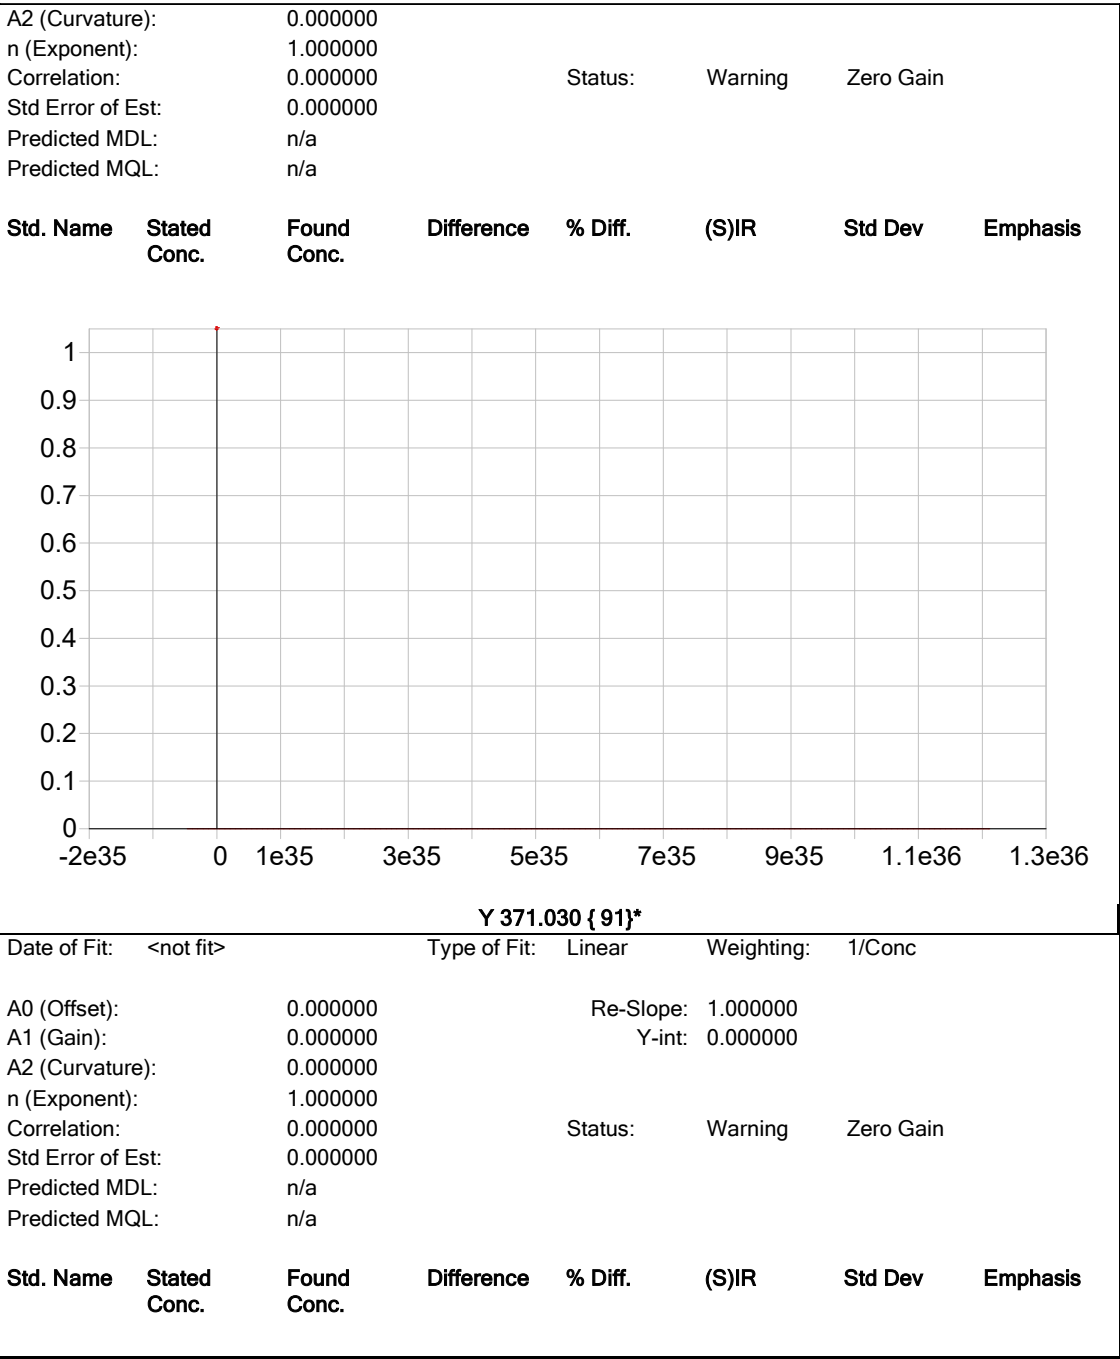 A2 (Curvature): 0.000000
n (Exponent): 1.000000
Correlation: 0.000000 Status: Warning Zero Gain
Std Error of Est: 0.000000
Predicted MDL: n/a
Predicted MQL: n/a
Std. Name Stated Found Difference % Diff. (S)IR Std Dev Emphasis
Conc. Conc.
1
0.9
0.8
0.7
0.6
0.5
0.4
0.3
0.2
0.1
0
-2e35 0 1e35 3e35 5e35 7e35 9e35 1.1e36 1.3e36
Y 371.030 { 91}*
Date of Fit: <not fit> Type of Fit: Linear Weighting: 1/Conc
A0 (Offset): 0.000000 Re-Slope: 1.000000
A1 (Gain): 0.000000 Y-int: 0.000000
A2 (Curvature): 0.000000
n (Exponent): 1.000000
Correlation: 0.000000 Status: Warning Zero Gain
Std Error of Est: 0.000000
Predicted MDL: n/a
Predicted MQL: n/a
Std. Name Stated Found Difference % Diff. (S)IR Std Dev Emphasis
Conc. Conc.